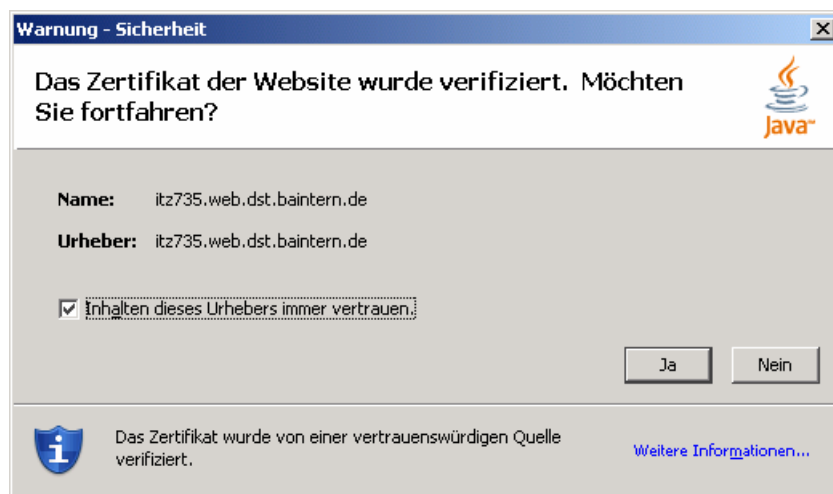 Warnung - Sicherheit
Das Zertifikat der Website wurde verifiziert. Möchten
Sie fortfahren?
Java™
Name: itz735.web.dst.baintern.de
Urheber: itz735.web.dst.baintern.de
Inhalten dieses Urhebers immer vertrauen.
Ja Nein
Das Zertifikat wurde von einer vertrauenswürdigen Quelle
verifiziert.
Weitere Informationen...